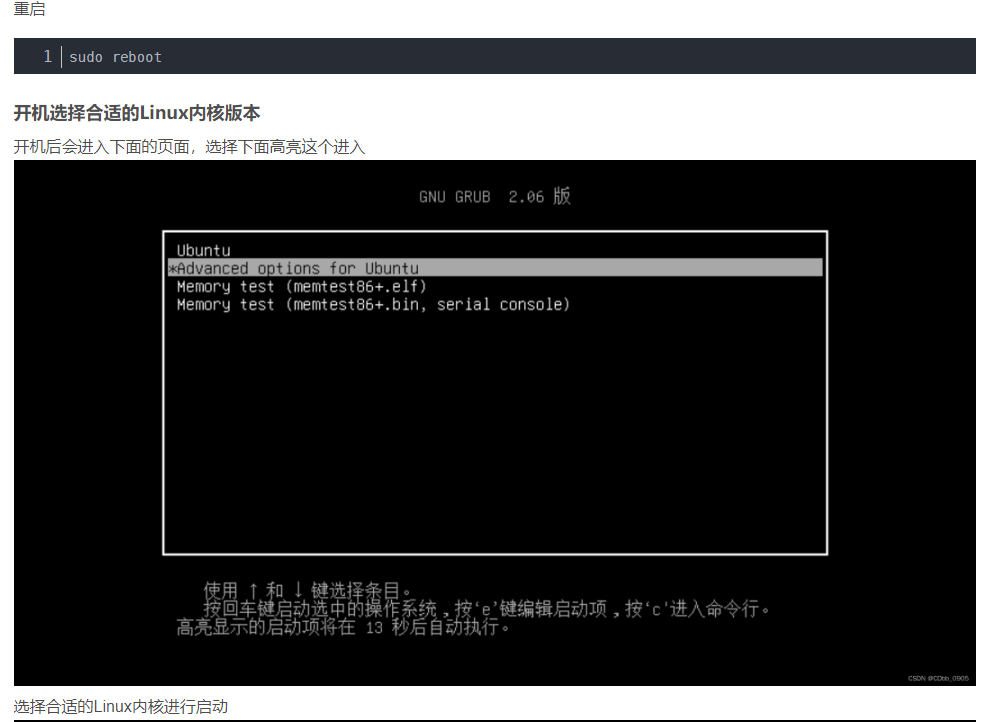 重启
1 sudo reboot
开机选择合适的Linux内核版本
开机后会进入下面的页面，选择下面高亮这个进入
GNU GRUB 2.06 版
Ubuntu
*Advanced options for Ubuntu
Memory test (memtest86+.elf)
Memory test (memtest86+.bin, serial console)
使用 ↑ 和 ↓ 键选择条目。
按回车键启动选中的操作系统，按‘e’键编辑启动项，按‘c'进入命令行。
高亮显示的启动项将在 13 秒后自动执行。
CSDN @CDbb_0905
选择合适的Linux内核进行启动